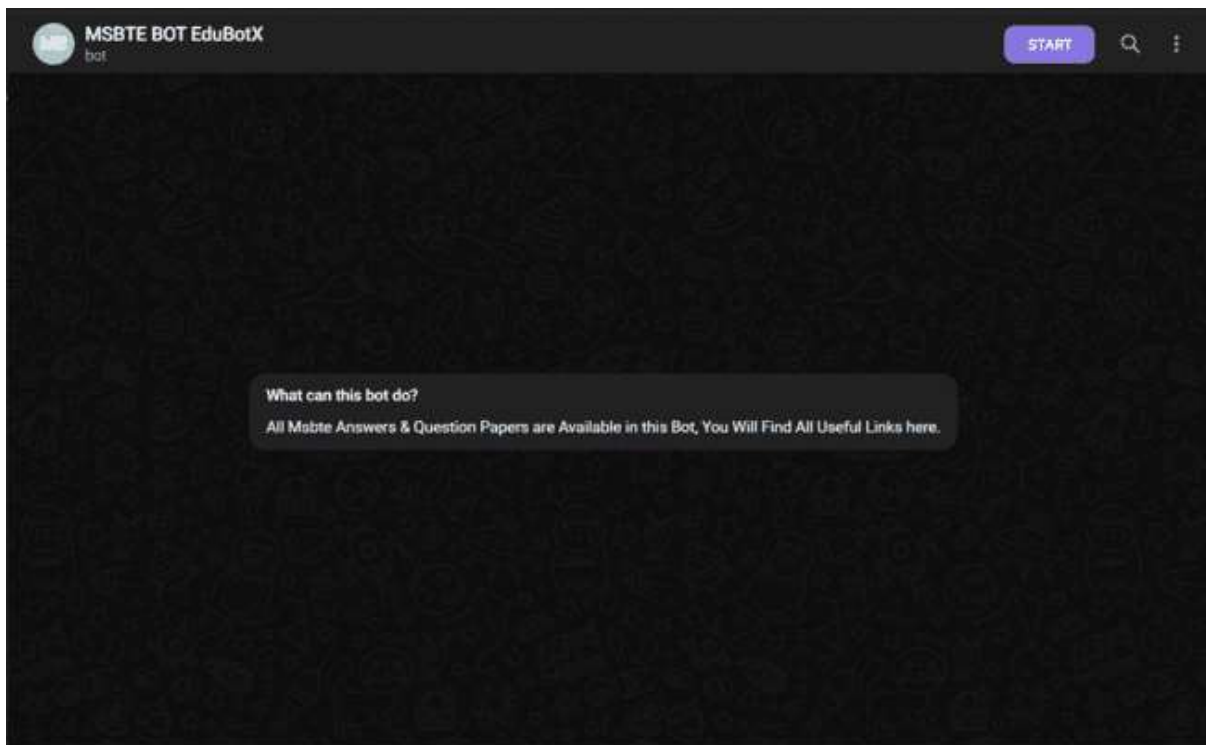 MSBTE BOT EduBotX
bot
START
What can this bot do?
All Msbte Answers & Question Papers are Available in this Bot, You Will Find All Useful Links here.